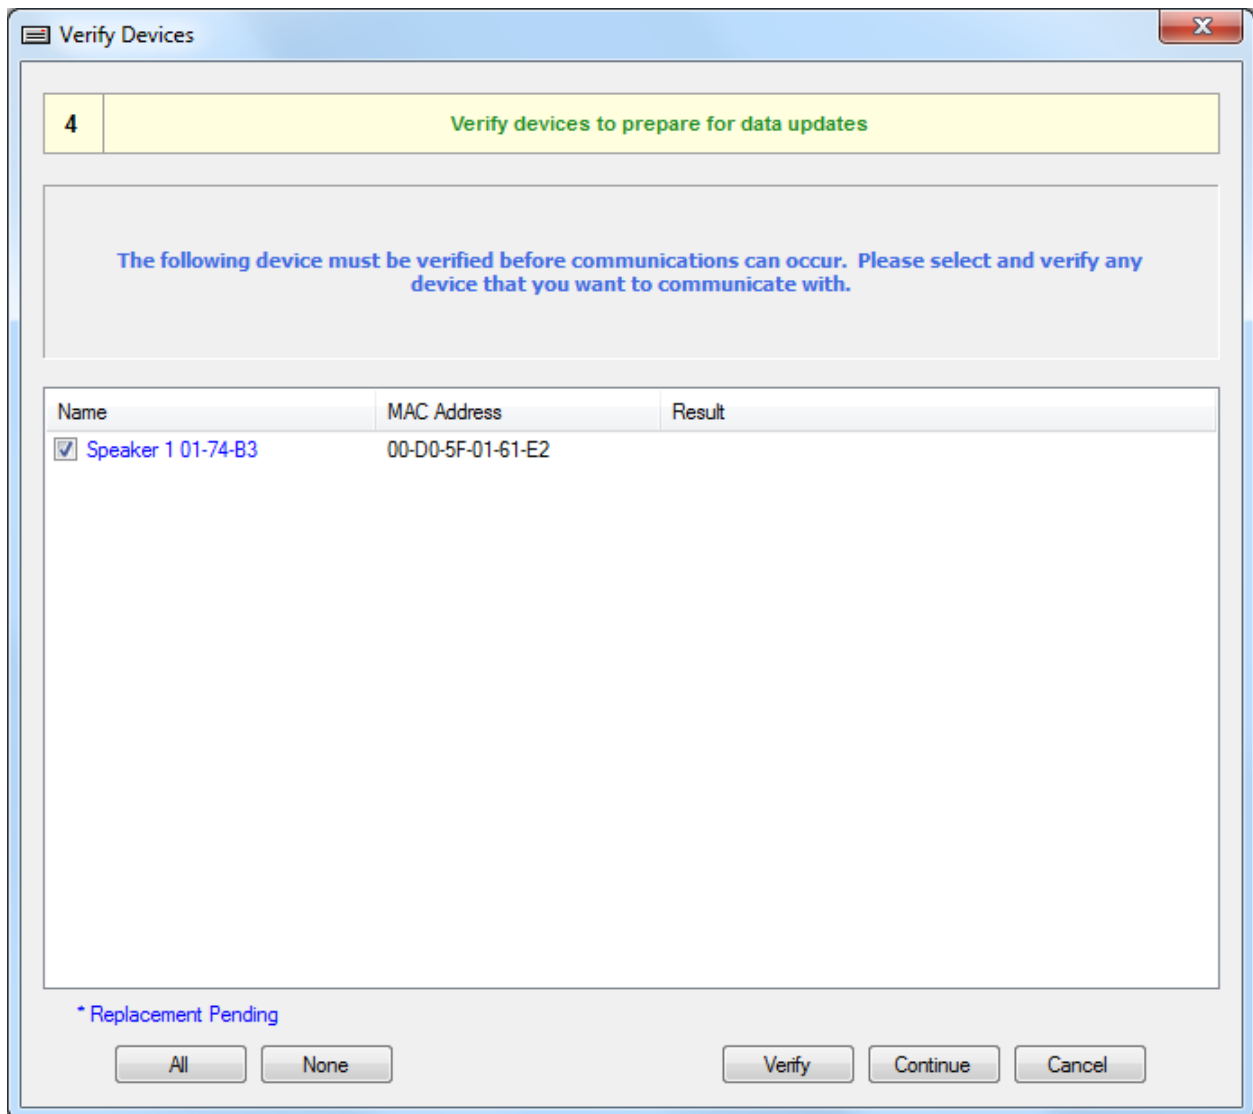 Verify Devices
4 Verify devices to prepare for data updates
The following device must be verified before communications can occur.  Please select and verify any
device that you want to communicate with.
Name MAC Address Result
Speaker 1 01-74-B3 00-D0-5F-01-61-E2
* Replacement Pending
All None Verify Continue Cancel